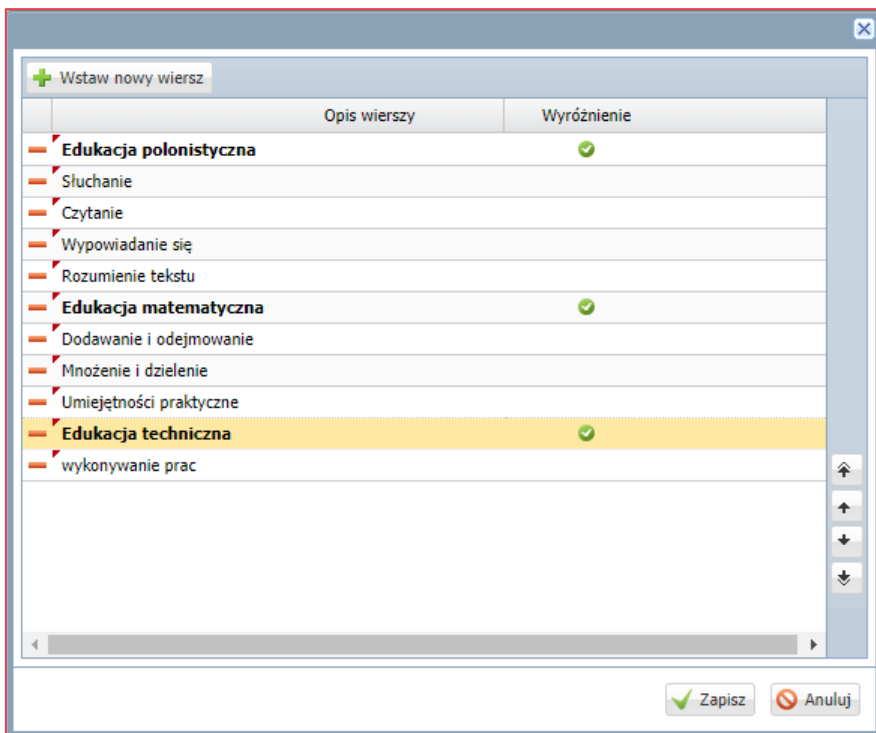 Wstaw nowy wiersz
Opis wierszy Wyróżnienie
Edukacja polonistyczna
Słuchanie
Czytanie
Wypowiadanie się
Rozumienie tekstu
Edukacja matematyczna
Dodawanie i odejmowanie
Mnożenie i dzielenie
Umiejętności praktyczne
Edukacja techniczna
wykonywanie prac
Zapisz Anuluj